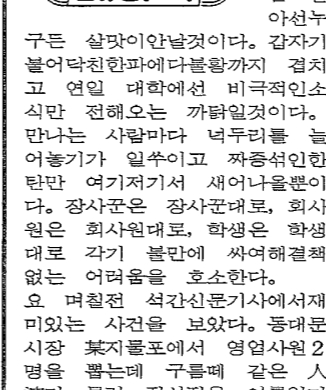 아선누
구든 살맛이안날것이다. 갑자기
불어닥친한파에다불황까지 겹치
고 연일 대학에선 비극적인소
식만 전해오는 까닭일것이다.
만나는 사람마다 넉두리를 늘
어놓기가 일쑤이고 짜증섞인한
탄만 여기저기서 새어나올뿐이
다. 장사꾼은 장사꾼대로, 회사
원은 회사원대로, 학생은 학생
대로 각기 불만에 싸여해결책
없는 어려움을 호소한다.
요 며칠전 석간신문기사에서재
미있는 사건을 보았다. 동대문
시장 某지물포에서 영업사원2
명을 뽑는데 구름떼 같은 人